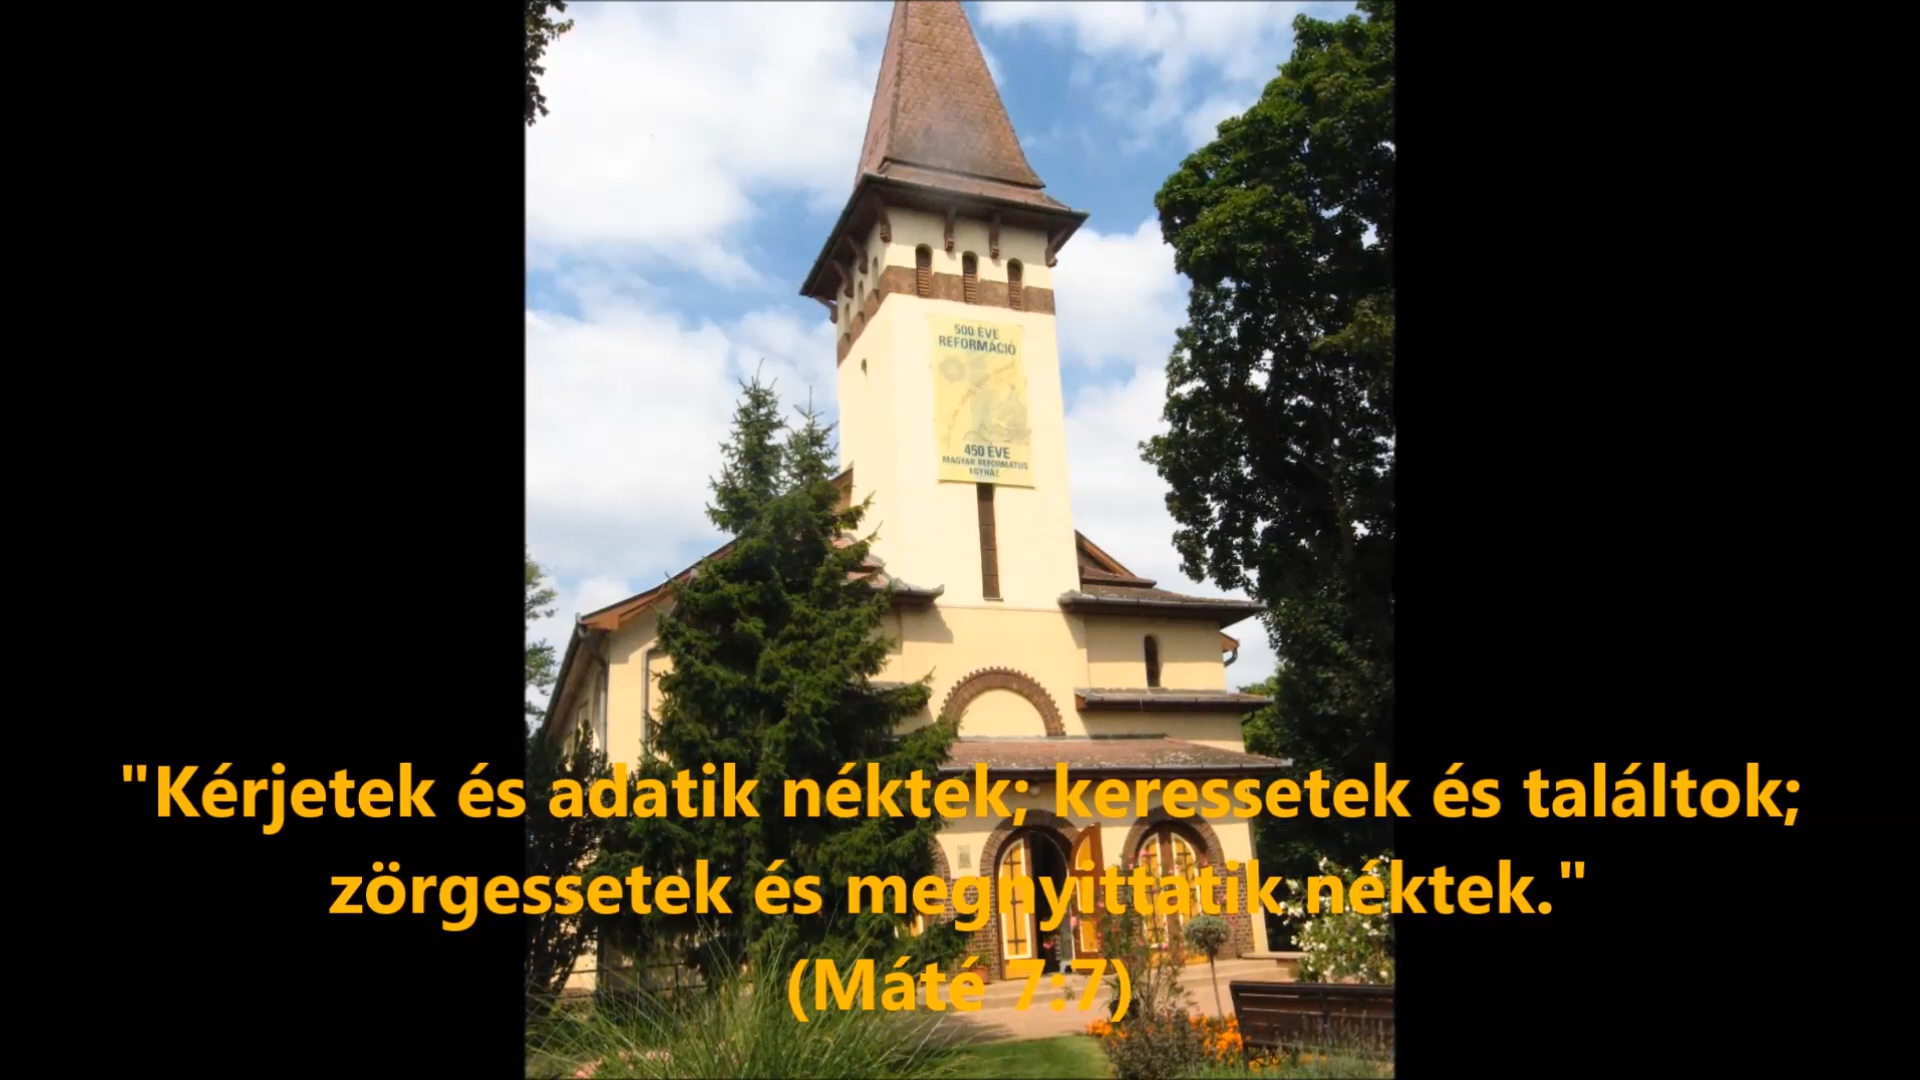 500 ÉVE
REFORMÁCIÓ
450 ÉVE
MAGYAR REFORMÁTUS
EGYHÁZ
"Kérjetek és adatik néktek; keressetek és találtok;
zörgessetek és megnyittatik néktek."
(Máté 7:7)